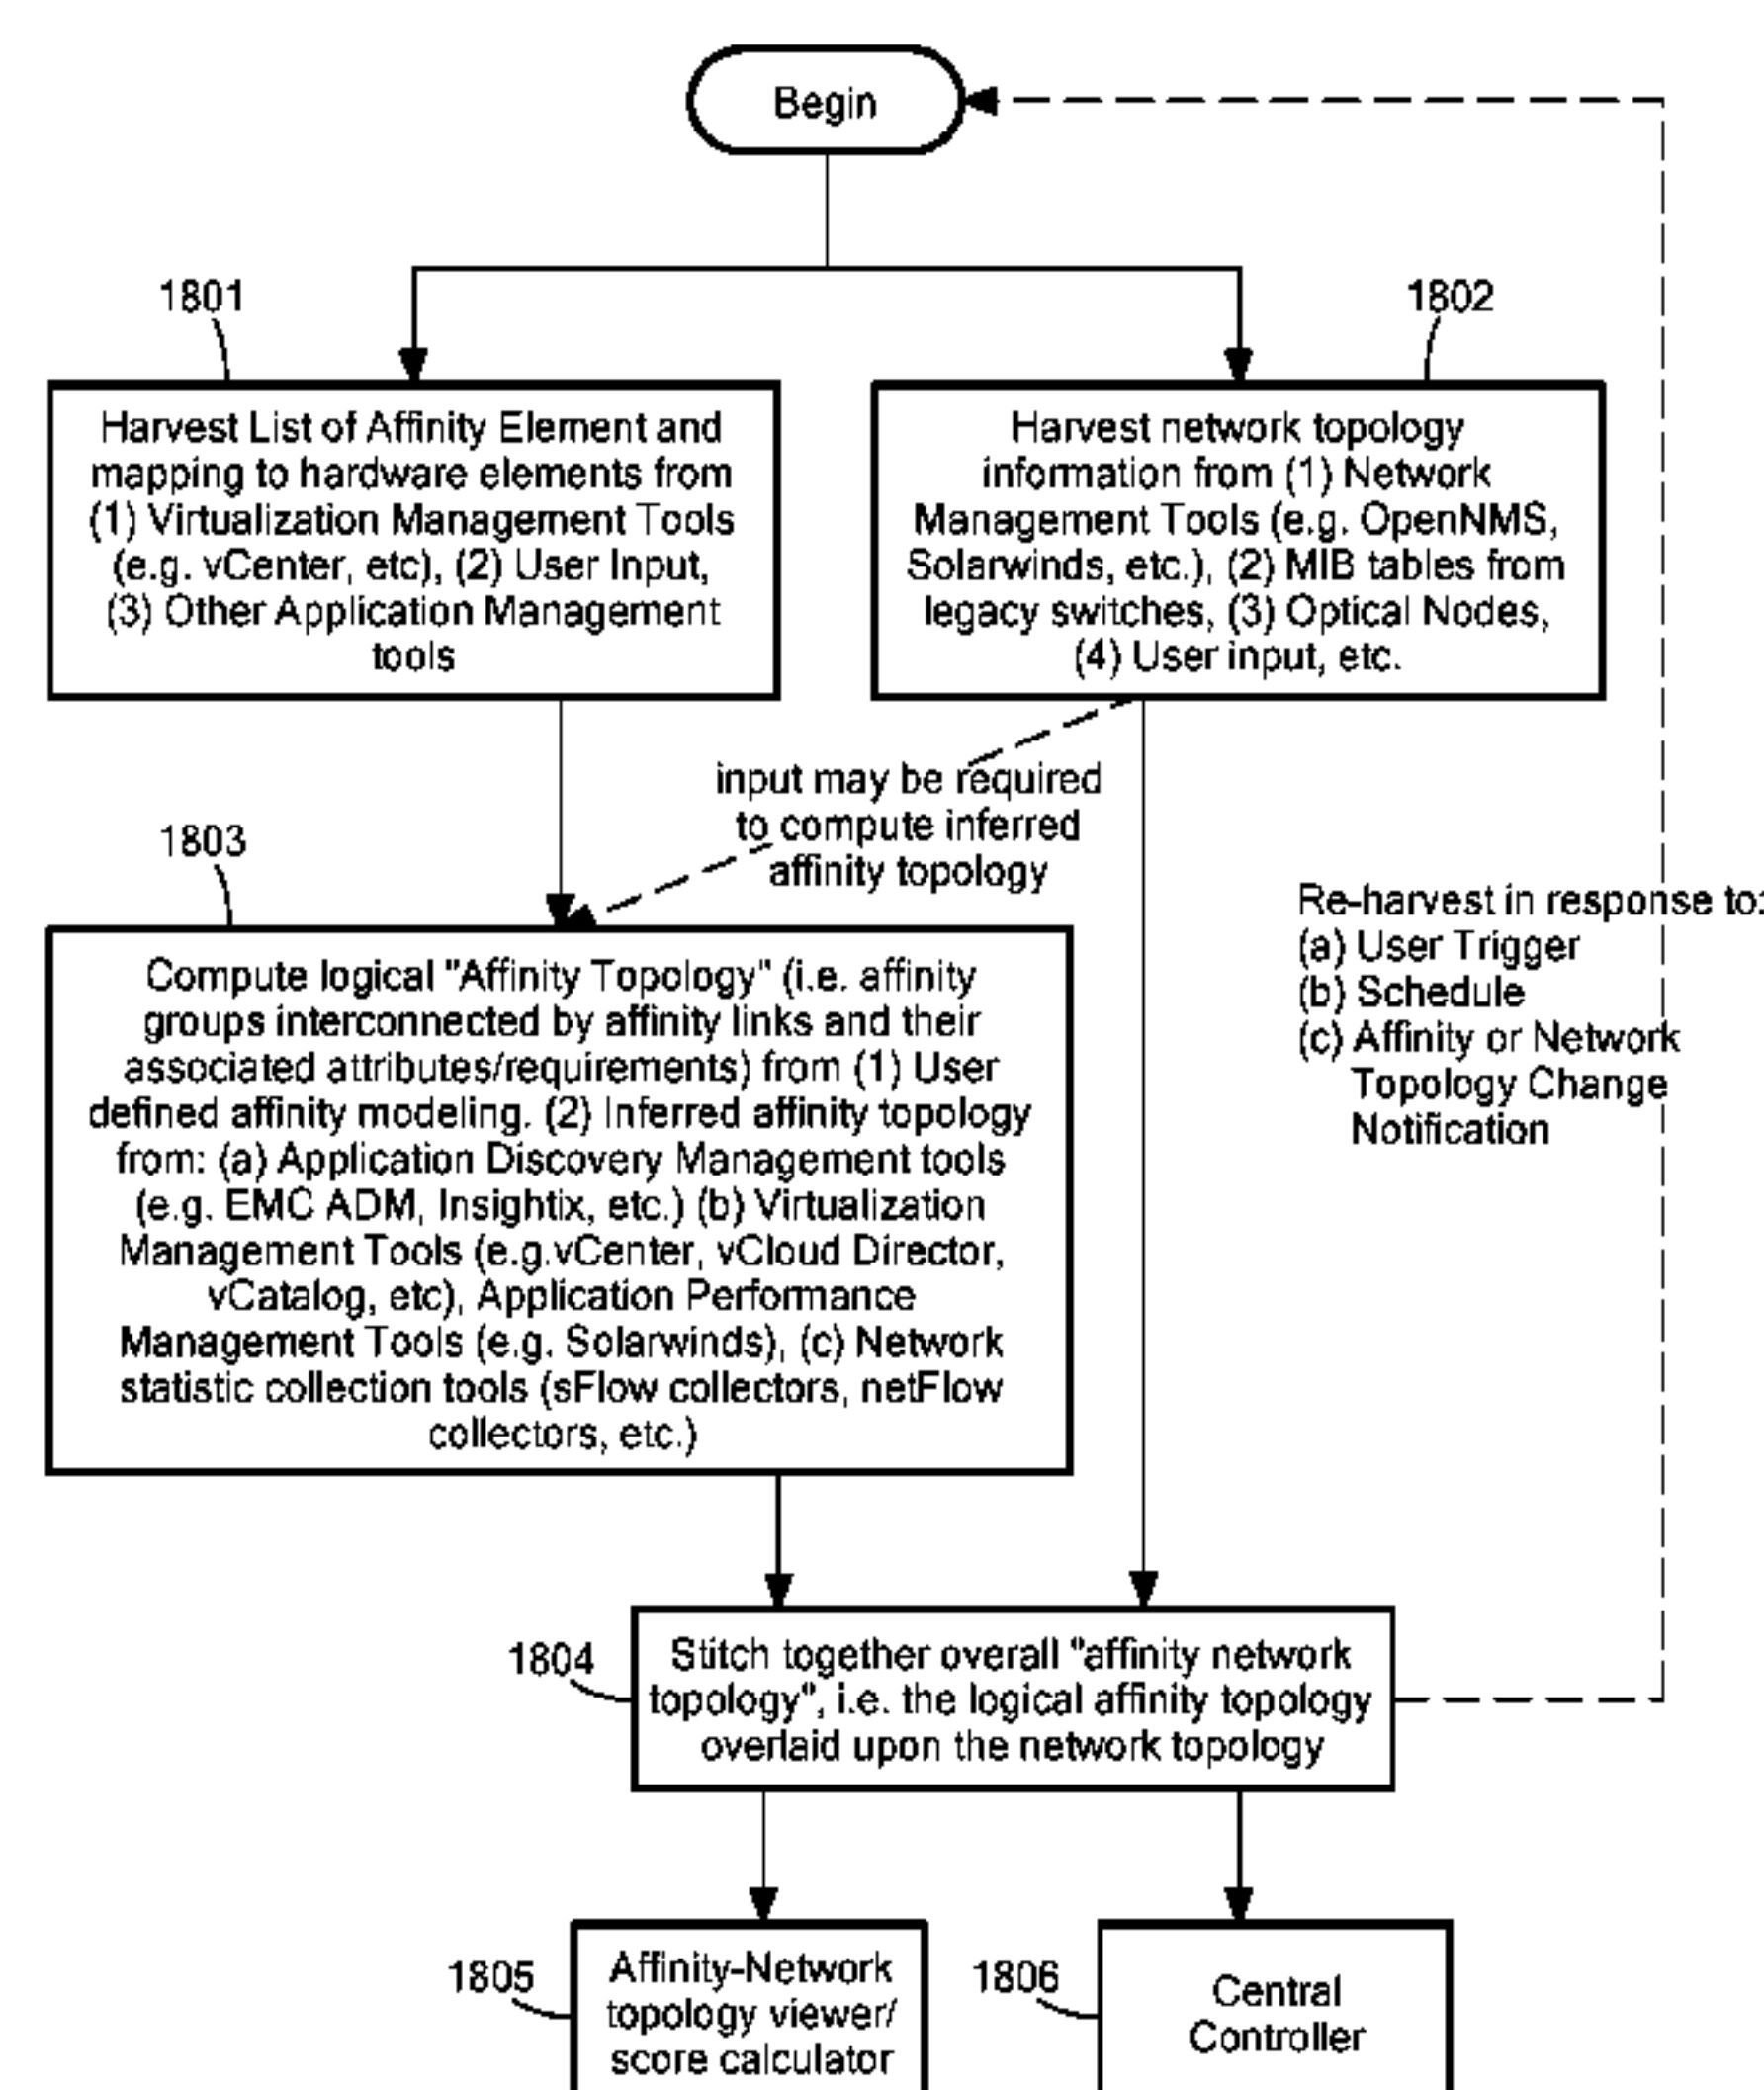 Begin
1801
1802
Harvest List of Affinity Element and
mapping to hardware elements from
(1) Virtualization Management Tools
(e.g. vCenter, etc), (2) User Input,
(3) Other Application Management
tools
Harvest network topology
information from (1) Network
Management Tools (e.g. OpenNMS,
Solarwinds, etc.), (2) MIB tables from
legacy switches, (3) Optical Nodes,
(4) User input, etc.
input may be required
to compute inferred
affinity topology
1803
Re-harvest in response to:
(a) User Trigger
(b) Schedule
(c) Affinity or Network
Topology Change
Notification
Compute logical "Affinity Topology" (i.e. affinity
groups interconnected by affinity links and their
associated attributes/requirements) from (1) User
defined affinity modeling. (2) Inferred affinity topology
from: (a) Application Discovery Management tools
(e.g. EMC ADM, Insightix, etc.) (b) Virtualization
Management Tools (e.g.vCenter, vCloud Director,
vCatalog, etc), Application Performance
Management Tools (e.g. Solarwinds), (c) Network
statistic collection tools (sFlow collectors, netFlow
collectors, etc.)
1804
Stitch together overall "affinity network
topology", i.e. the logical affinity topology
overlaid upon the network topology
1805
Affinity-Network
topology viewer/
score calculator
1806
Central
Controller